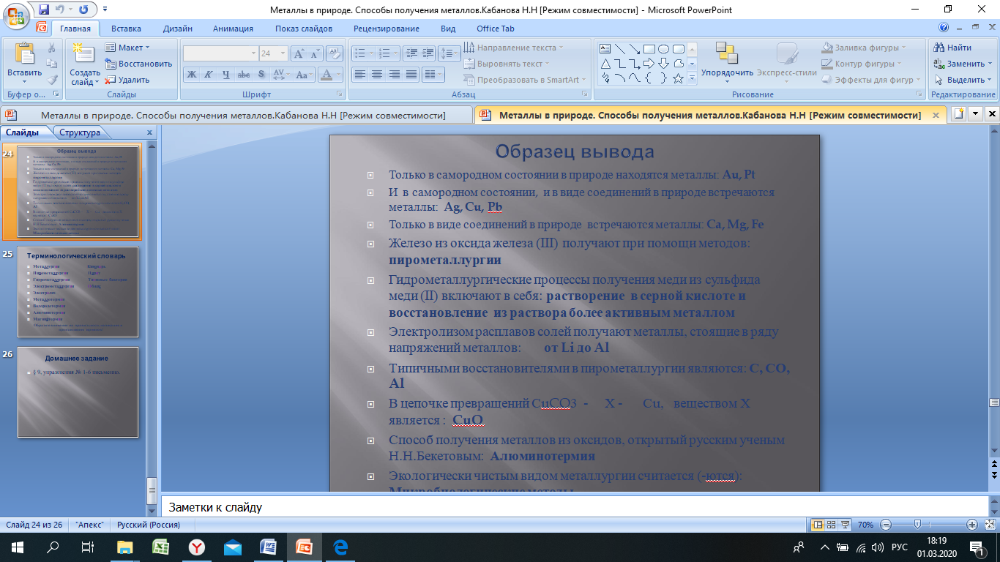 Металлы в природе. Способы получения металлов.Кабанова Н.Н [Режим совместимости] - Microsoft PowerPoint
Главная Вставка Дизайн Анимация Показ слайдов Рецензирование Вид Office Tab
Вставить
Буфер о...
Создать слайд
Макет
Восстановить
Удалить
Слайды
24
Ж К Ч abc S AV Aa А
Шрифт
Абзац
Направление текста
Выровнять текст
Преобразовать в SmartArt
Упорядочить
Экспресс-стили
Заливка фигуры
Контур фигуры
Эффекты для фигур
Рисование
Найти
Заменить
Выделить
Редактирование
Металлы в природе. Способы получения металлов.Кабанова Н.Н [Режим совместимости]
Металлы в природе. Способы получения металлов.Кабанова Н.Н [Режим совместимости]
Слайды Структура
24
Образец вывода
25
Терминологический словарь
Металлургия
Пирометаллургия
Гидрометаллургия
Электрометаллургия
Электролиз
Металлотермия
Водородотермия
Алюминотермия
Магнийтермия
26
Домашнее задание
§ 9, упражнения № 1-6 письменно.
Образец вывода
Только в самородном состоянии в природе находятся металлы: Au, Pt
И в самородном состоянии, и в виде соединений в природе встречаются
металлы: Ag, Cu, Pb
Только в виде соединений в природе встречаются металлы: Ca, Mg, Fe
Железо из оксида железа (III) получают при помощи методов:
пирометаллургии
Гидрометаллургические процессы получения меди из сульфида
меди (II) включают в себя: растворение в серной кислоте и
восстановление из раствора более активным металлом
Электролизом расплавов солей получают металлы, стоящие в ряду
напряжений металлов: от Li до Al
Типичными восстановителями в пирометаллургии являются: C, CO,
Al
В цепочке превращений CuCO3 - X - Cu, веществом X
является : CuO
Способ получения металлов из оксидов, открытый русским ученым
Н.Н.Бекетовым: Алюминотермия
Экологически чистым видом металлургии считается (-ются):
Микробиологические методы
Заметки к слайду
Слайд 24 из 26 "Апекс" Русский (Россия) 70%
РУС
18:19
01.03.2020
1